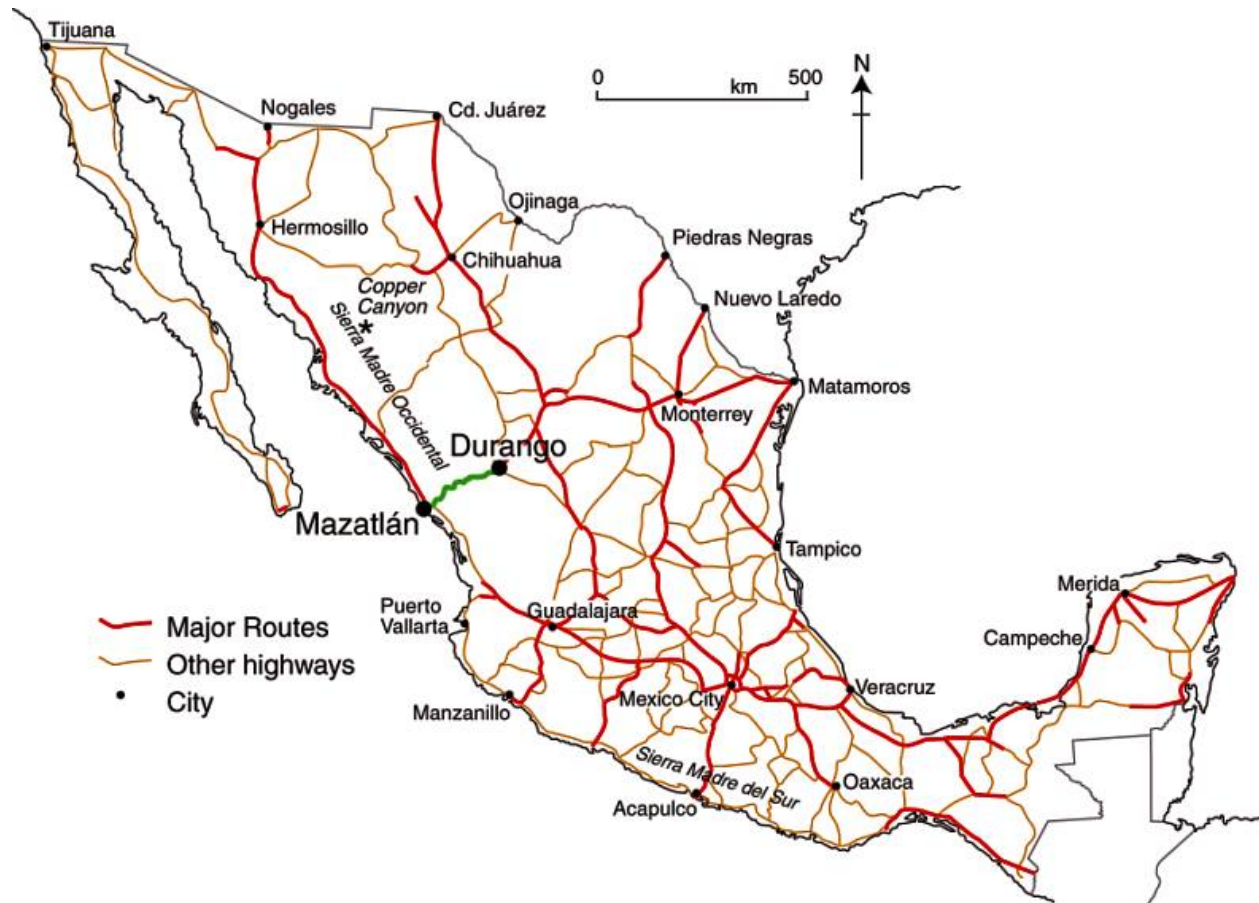 Tijuana
Nogales
Cd. Juárez
0 500
km
N
Ojinaga
Hermosillo
Piedras Negras
Chihuahua
Copper
Canyon
*
Sierra Madre Occidental
Nuevo Laredo
Matamoros
Monterrey
Durango
Mazatlán
Tampico
Merida
Puerto
Vallarta
Guadalajara
Campeche
Major Routes
Other highways
City
Mexico City
Veracruz
Manzanillo
Sierra Madre del Sur
Oaxaca
Acapulco